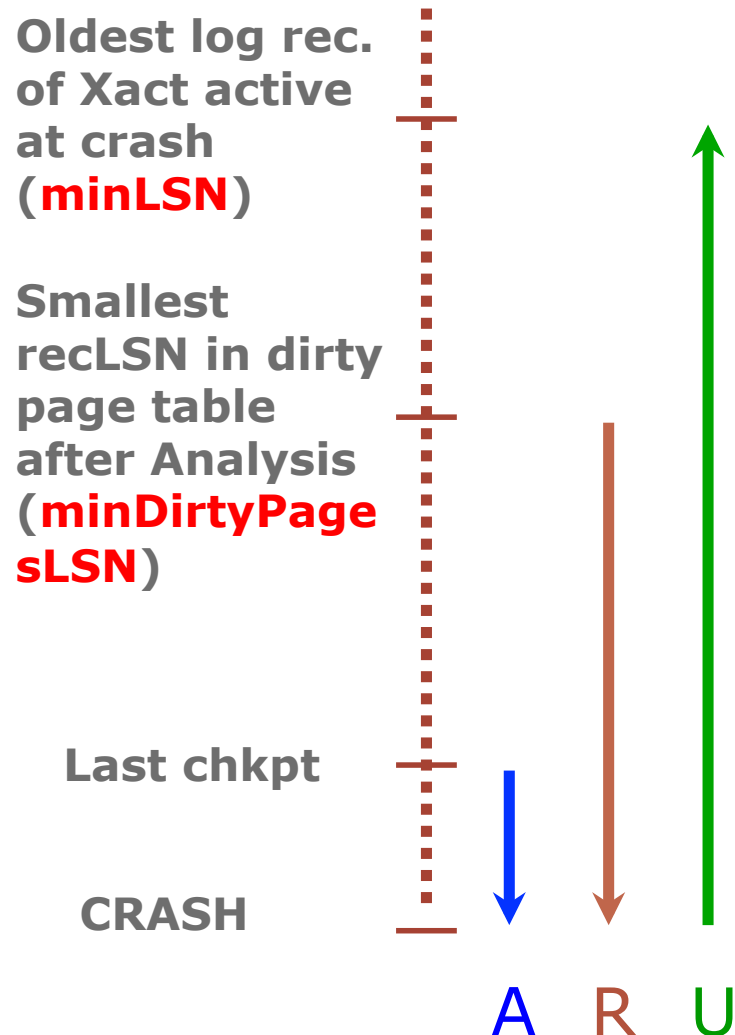 Oldest log rec.
of Xact active
at crash
(minLSN)
Smallest
recLSN in dirty
page table
after Analysis
(minDirtyPage
sLSN)
Last chkpt
CRASH
A R U